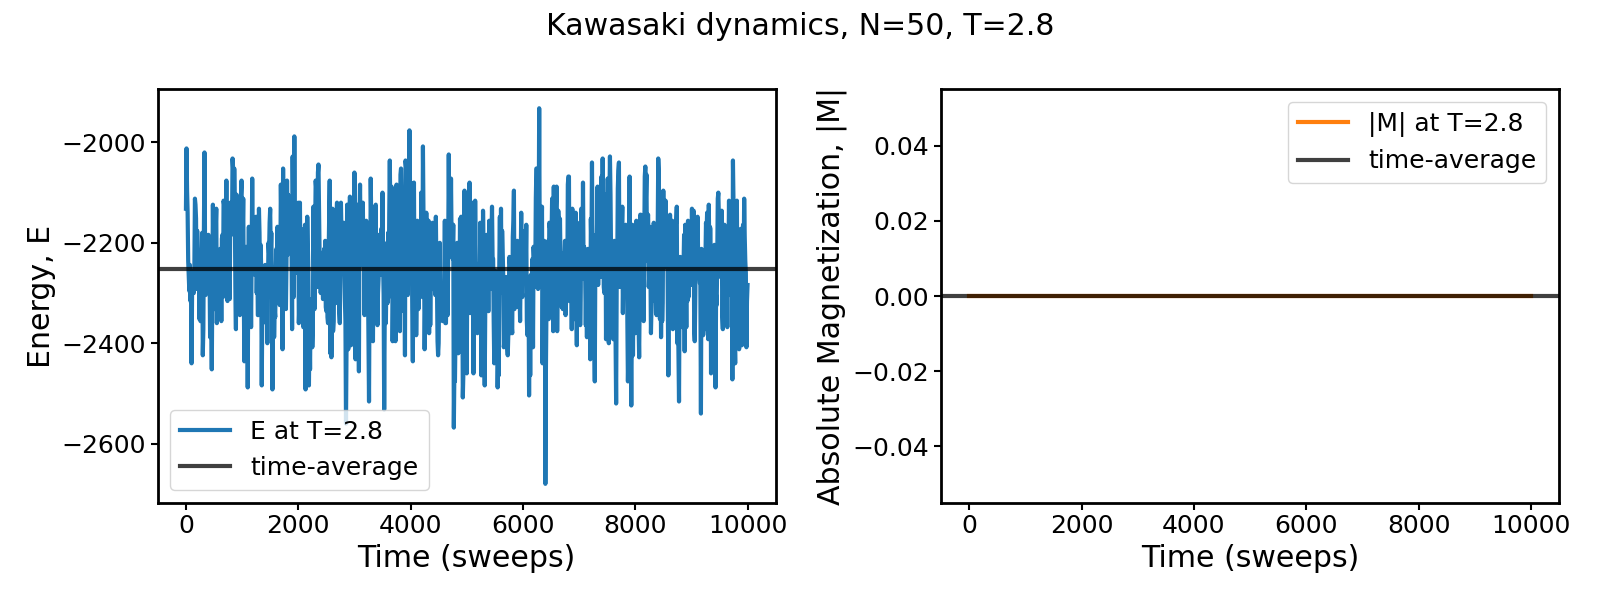 Kawasaki dynamics, N=50, T=2.8
Energy, E
−2000
−2200
−2400
−2600
E at T=2.8
time-average
0 2000 4000 6000 8000 10000
Time (sweeps)
Absolute Magnetization, |M|
0.04
0.02
0.00
−0.02
−0.04
|M| at T=2.8
time-average
0 2000 4000 6000 8000 10000
Time (sweeps)